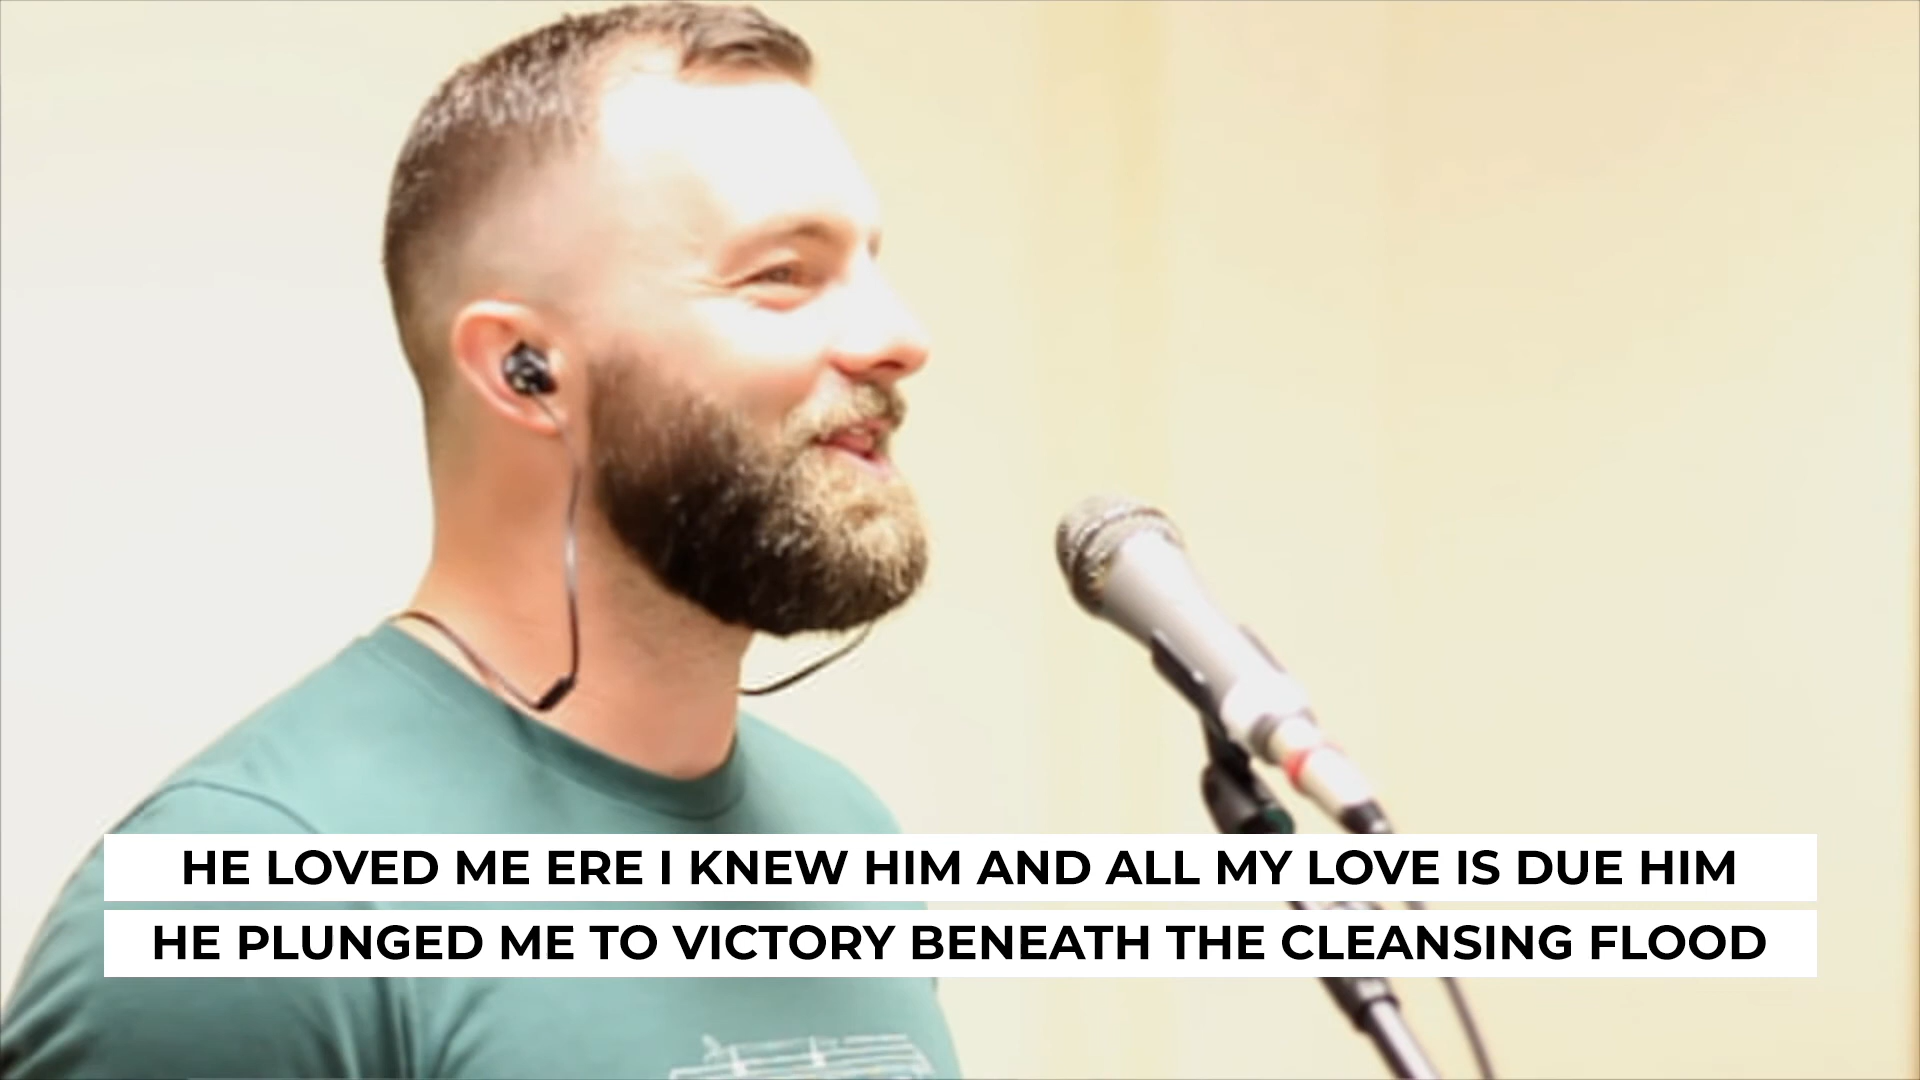 HE LOVED ME ERE I KNEW HIM AND ALL MY LOVE IS DUE HIM
HE PLUNGED ME TO VICTORY BENEATH THE CLEANSING FLOOD